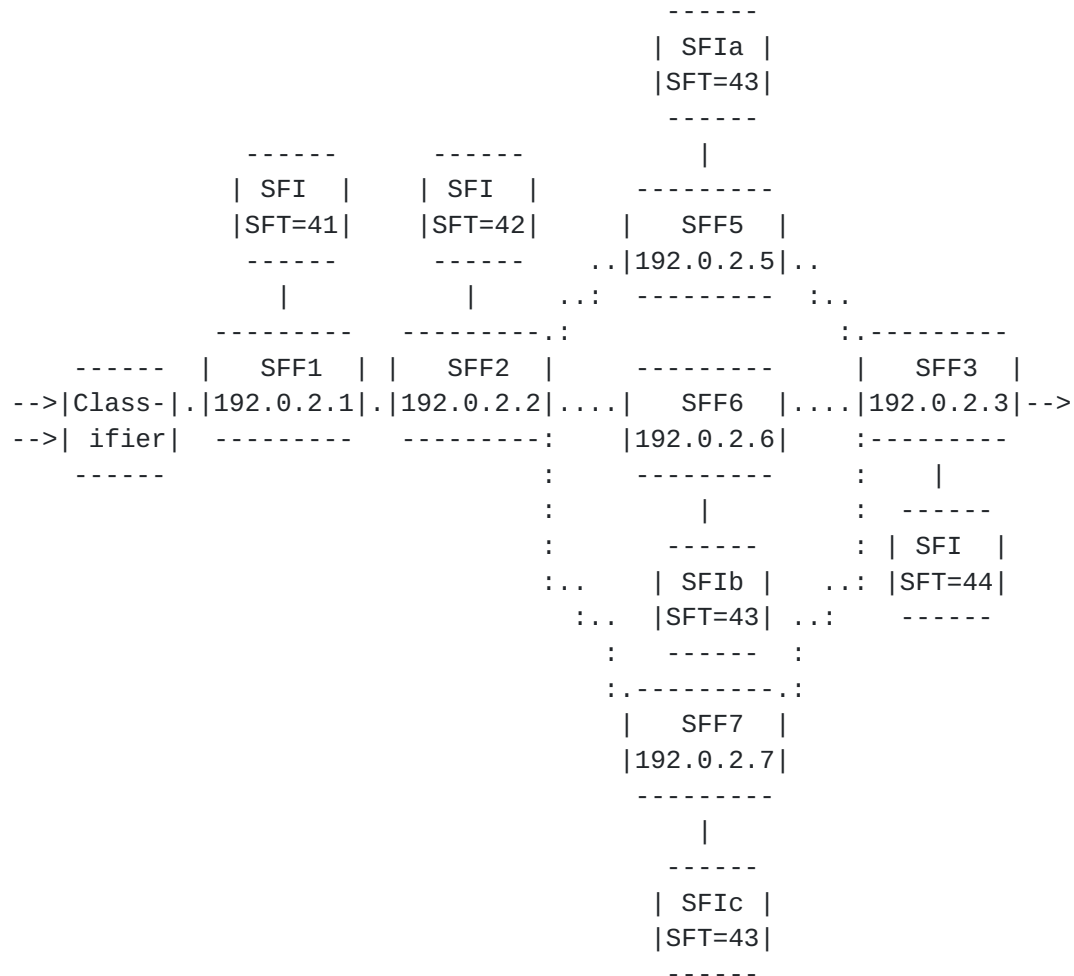 ------
| SFIa |
|SFT=43|
------
------ ------ |
| SFI | | SFI | ---------
|SFT=41| |SFT=42| | SFF5 |
------ ------ ..|192.0.2.5|..
| | ..: --------- :..
--------- ---------.: :.---------
------ | SFF1 | | SFF2 | --------- | SFF3 |
-->|Class-|.|192.0.2.1|.|192.0.2.2|....| SFF6 |....|192.0.2.3|-->
-->| ifier| --------- ---------: |192.0.2.6| :---------
------ : --------- : |
: | : ------
: ------ : | SFI |
:.. | SFIb | ..: |SFT=44|
:.. |SFT=43| ..: ------
: ------ :
:.---------.:
| SFF7 |
|192.0.2.7|
---------
|
------
| SFIc |
|SFT=43|
------